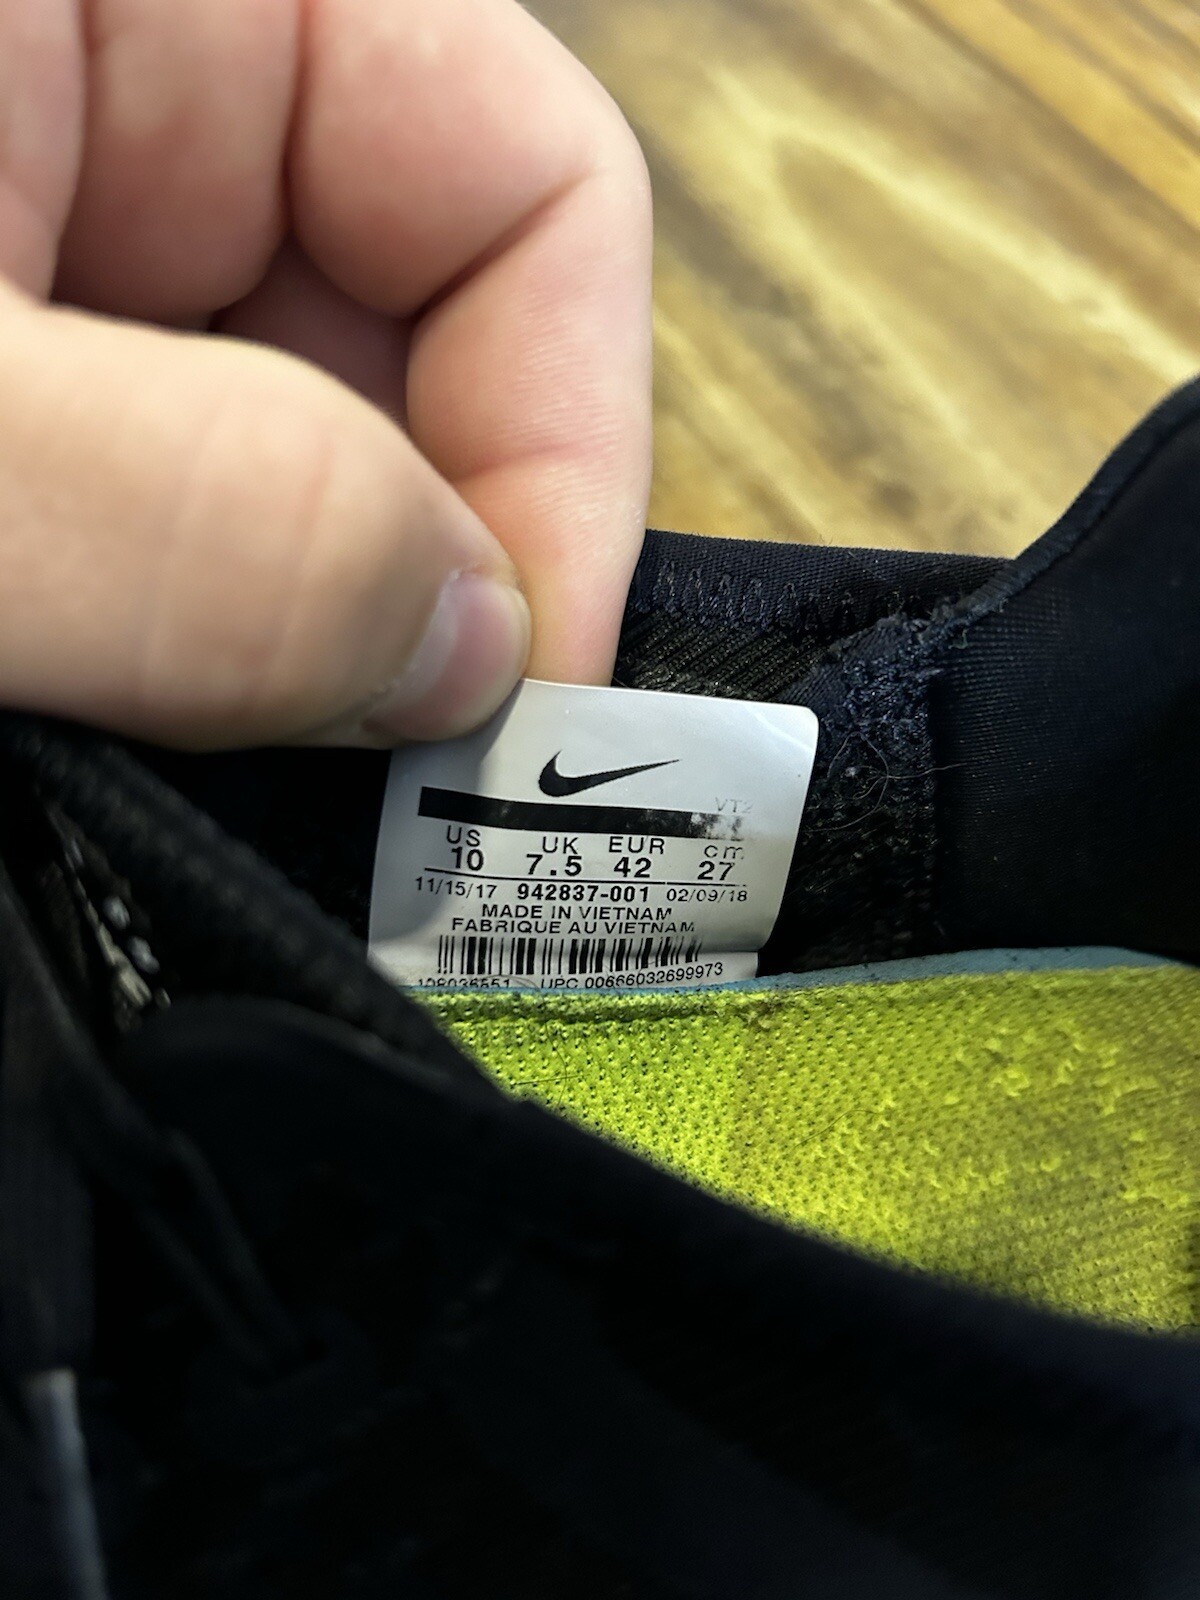 VT2
US UK EUR cm
10 7.5 42 27
11/15/17 942837-001 02/09/18
MADE IN VIETNAM
FABRIQUE AU VIETNAM
UPC 00666032699973